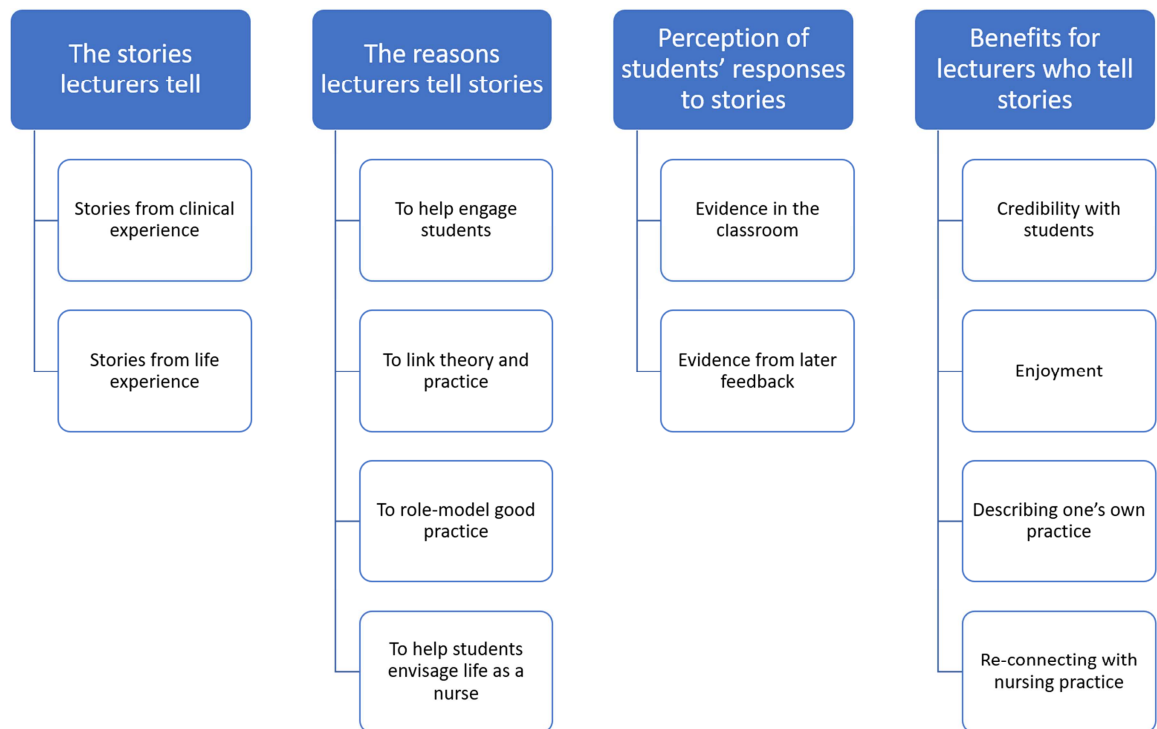 The stories
lecturers tell
Stories from clinical
experience
Stories from life
experience
The reasons
lecturers tell stories
To help engage
students
To link theory and
practice
To role-model good
practice
To help students
envisage life as a
nurse
Perception of
students’ responses
to stories
Evidence in the
classroom
Evidence from later
feedback
Benefits for
lecturers who tell
stories
Credibility with
students
Enjoyment
Describing one’s own
practice
Re-connecting with
nursing practice